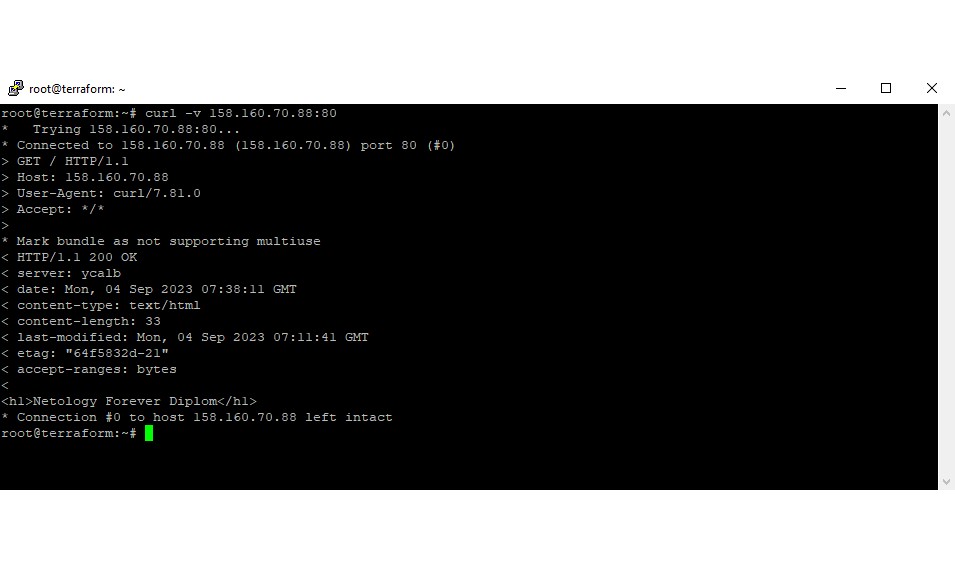 root@terraform: ~
root@terraform:~# curl -v 158.160.70.88:80
*   Trying 158.160.70.88:80...
* Connected to 158.160.70.88 (158.160.70.88) port 80 (#0)
> GET / HTTP/1.1
> Host: 158.160.70.88
> User-Agent: curl/7.81.0
> Accept: */*
>
* Mark bundle as not supporting multiuse
< HTTP/1.1 200 OK
< server: ycalb
< date: Mon, 04 Sep 2023 07:38:11 GMT
< content-type: text/html
< content-length: 33
< last-modified: Mon, 04 Sep 2023 07:11:41 GMT
< etag: "64f5832d-21"
< accept-ranges: bytes
<
<h1>Netology Forever Diplom</h1>
* Connection #0 to host 158.160.70.88 left intact
root@terraform:~#